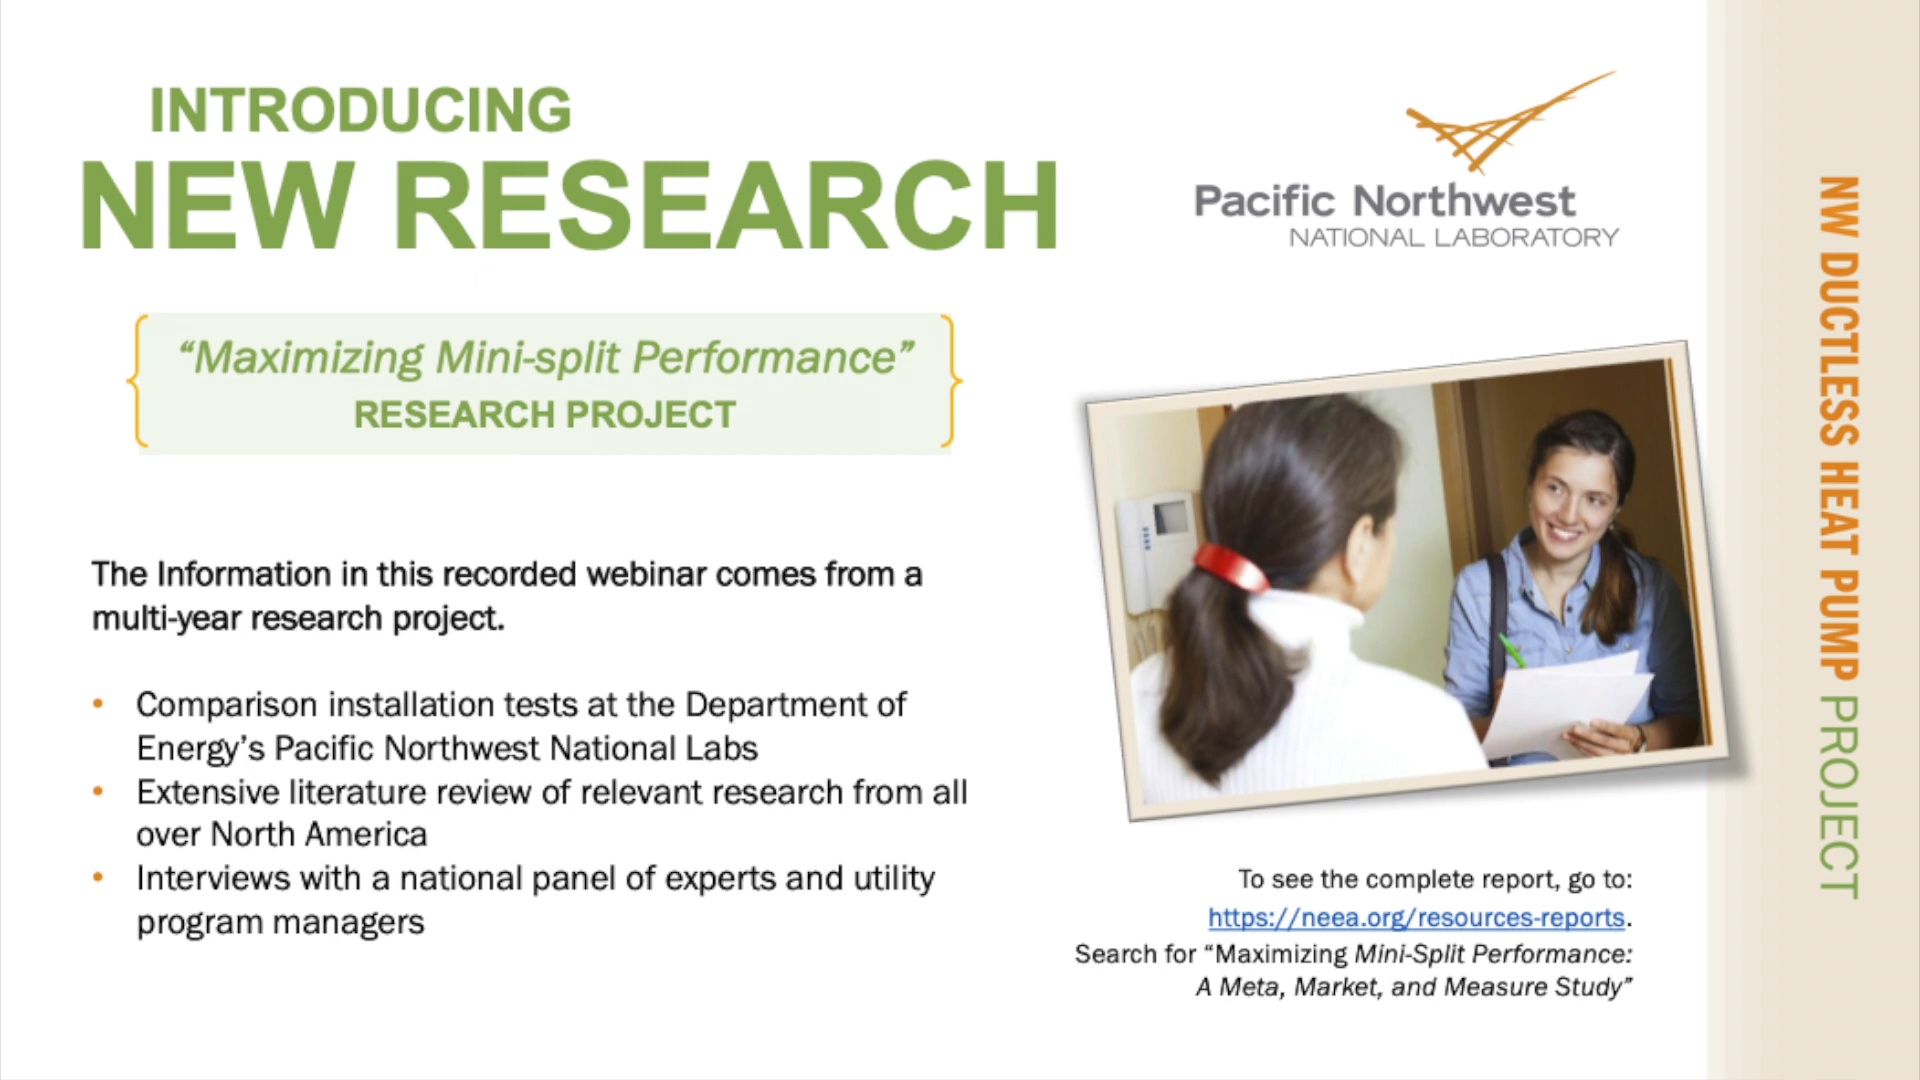 INTRODUCING
NEW RESEARCH
Pacific Northwest
NATIONAL LABORATORY
“Maximizing Mini-split Performance”
RESEARCH PROJECT
The Information in this recorded webinar comes from a
multi-year research project.
• Comparison installation tests at the Department of
Energy’s Pacific Northwest National Labs
• Extensive literature review of relevant research from all
over North America
• Interviews with a national panel of experts and utility
program managers
To see the complete report, go to:
https://neea.org/resources-reports.
Search for “Maximizing Mini-Split Performance:
A Meta, Market, and Measure Study”
NW DUCTLESS HEAT PUMP PROJECT